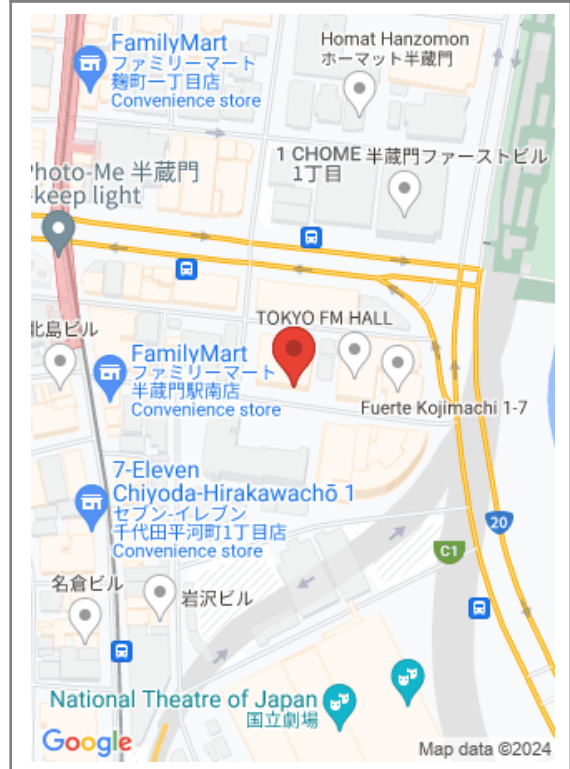 FamilyMart
ファミリーマート
麹町一丁目店
Convenience store
Homat Hanzomon
ホーマット半蔵門
1 CHOME
1丁目
半蔵門ファーストビル
Photo-Me 半蔵門
keep light
北島ビル
TOKYO FM HALL
FamilyMart
ファミリーマート
半蔵門駅南店
Convenience store
Fuerte Kojimachi 1-7
7-Eleven
Chiyoda-Hirakawachō 1
セブン-イレブン
千代田平河町1丁目店
Convenience store
20
C1
名倉ビル
岩沢ビル
National Theatre of Japan
国立劇場
Google
Map data ©2024